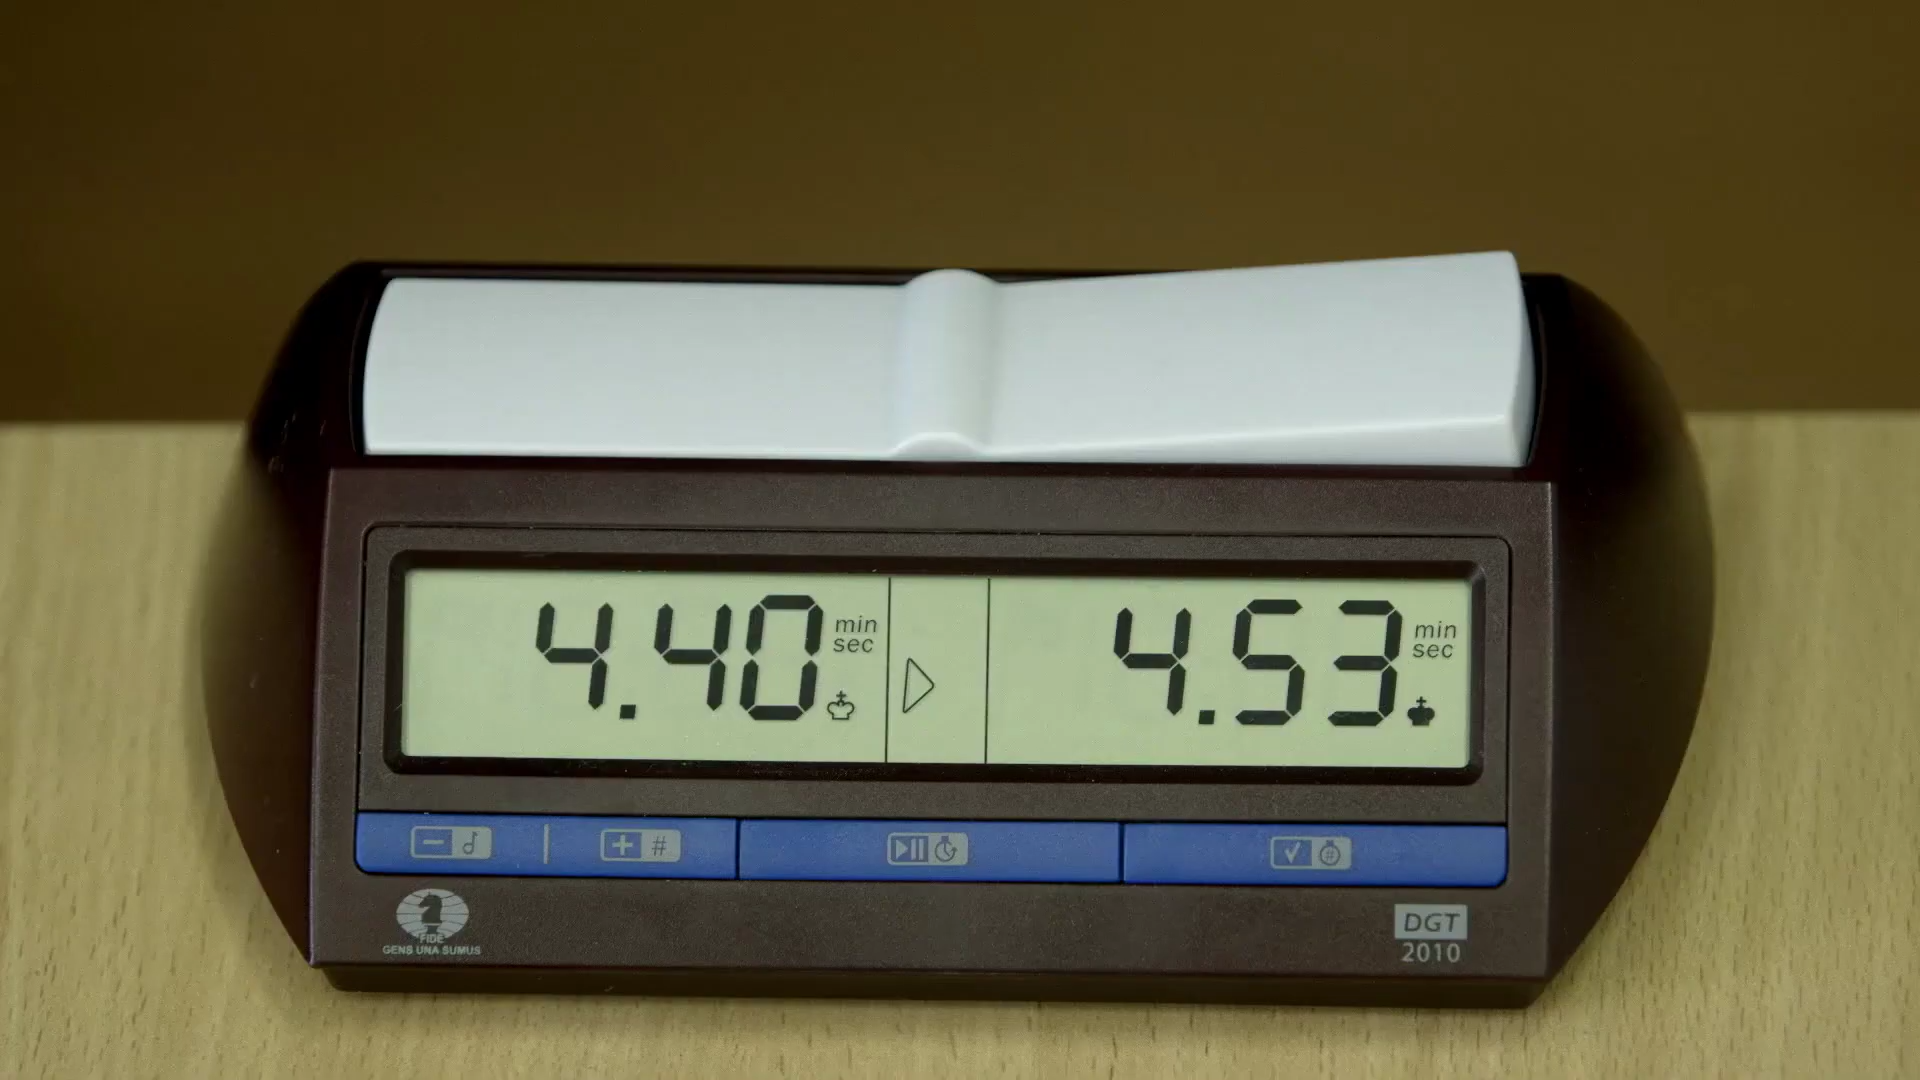 4.40 min sec
4.53 min sec
- + #
#
FIDE
GENS UNA SUMUS
DGT
2010